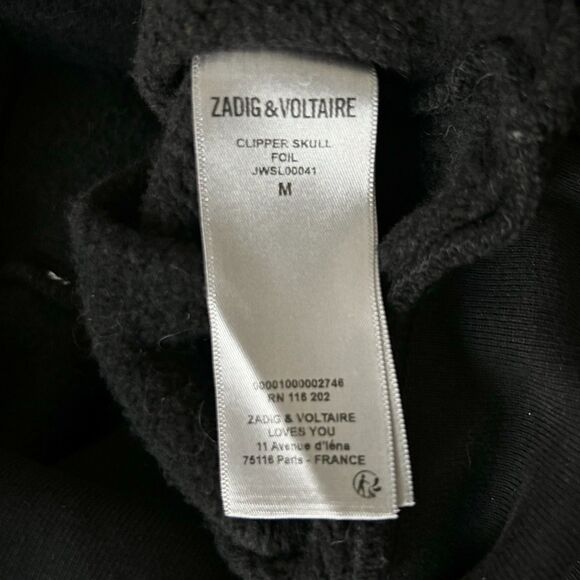 ZADIG & VOLTAIRE
CLIPPER SKULL
FOIL
JWSL00041
M
00001000002746
RN 116 202
ZADIG & VOLTAIRE
LOVES YOU
11 Avenue d'Iéna
75116 Paris - FRANCE